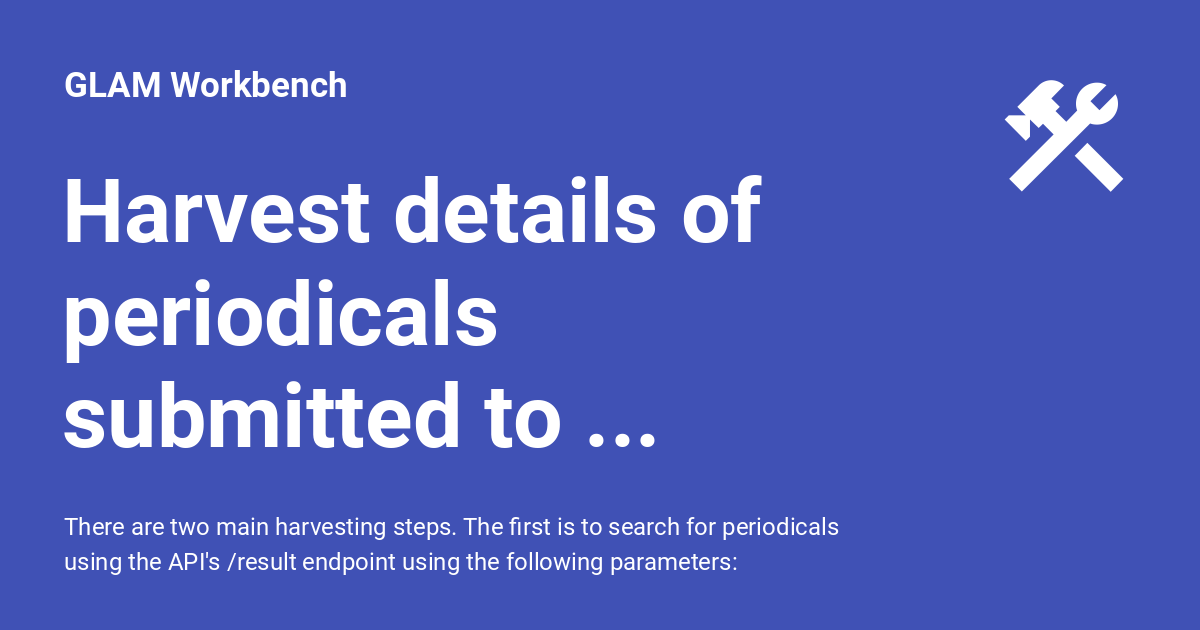 GLAM Workbench
Harvest details of
periodicals
submitted to ...
There are two main harvesting steps. The first is to search for periodicals
using the API's /result endpoint using the following parameters: